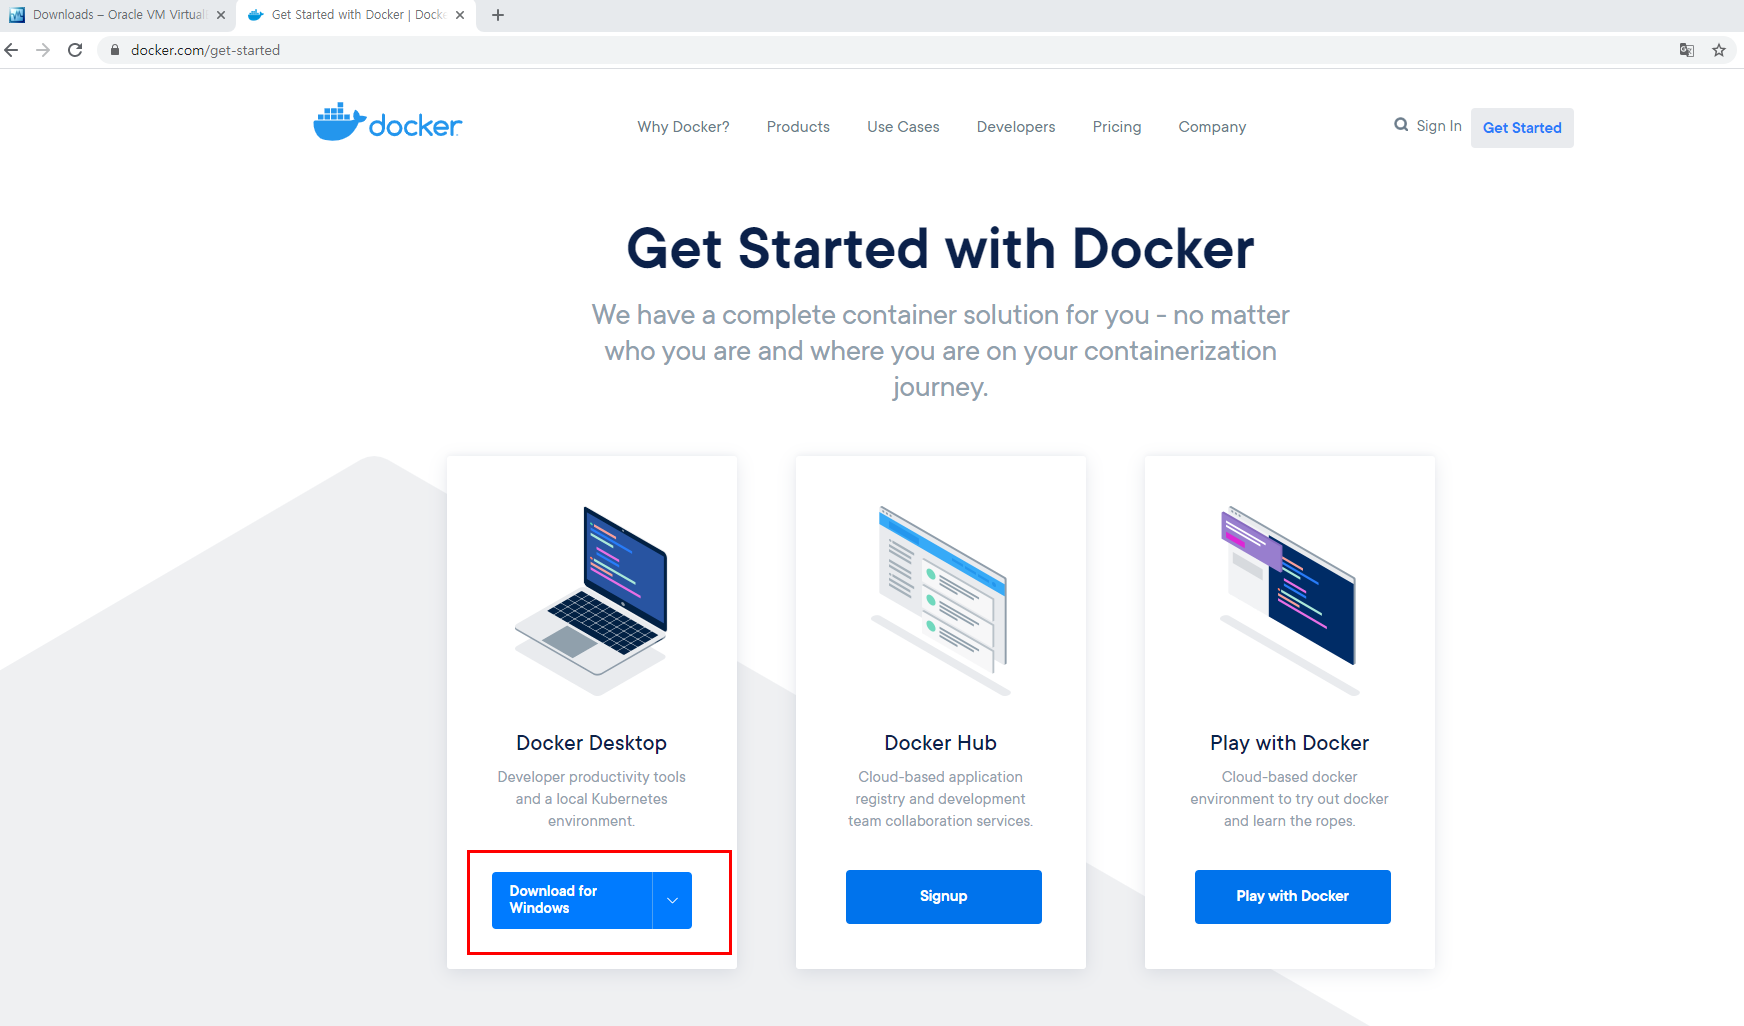 Downloads – Oracle VM Virtual
Get Started with Docker | Docke
docker.com/get-started
docker
Why Docker?
Products
Use Cases
Developers
Pricing
Company
Sign In
Get Started
Get Started with Docker
We have a complete container solution for you - no matter
who you are and where you are on your containerization
journey.
Docker Desktop
Developer productivity tools
and a local Kubernetes
environment.
Download for
Windows
Docker Hub
Cloud-based application
registry and development
team collaboration services.
Signup
Play with Docker
Cloud-based docker
environment to try out docker
and learn the ropes.
Play with Docker